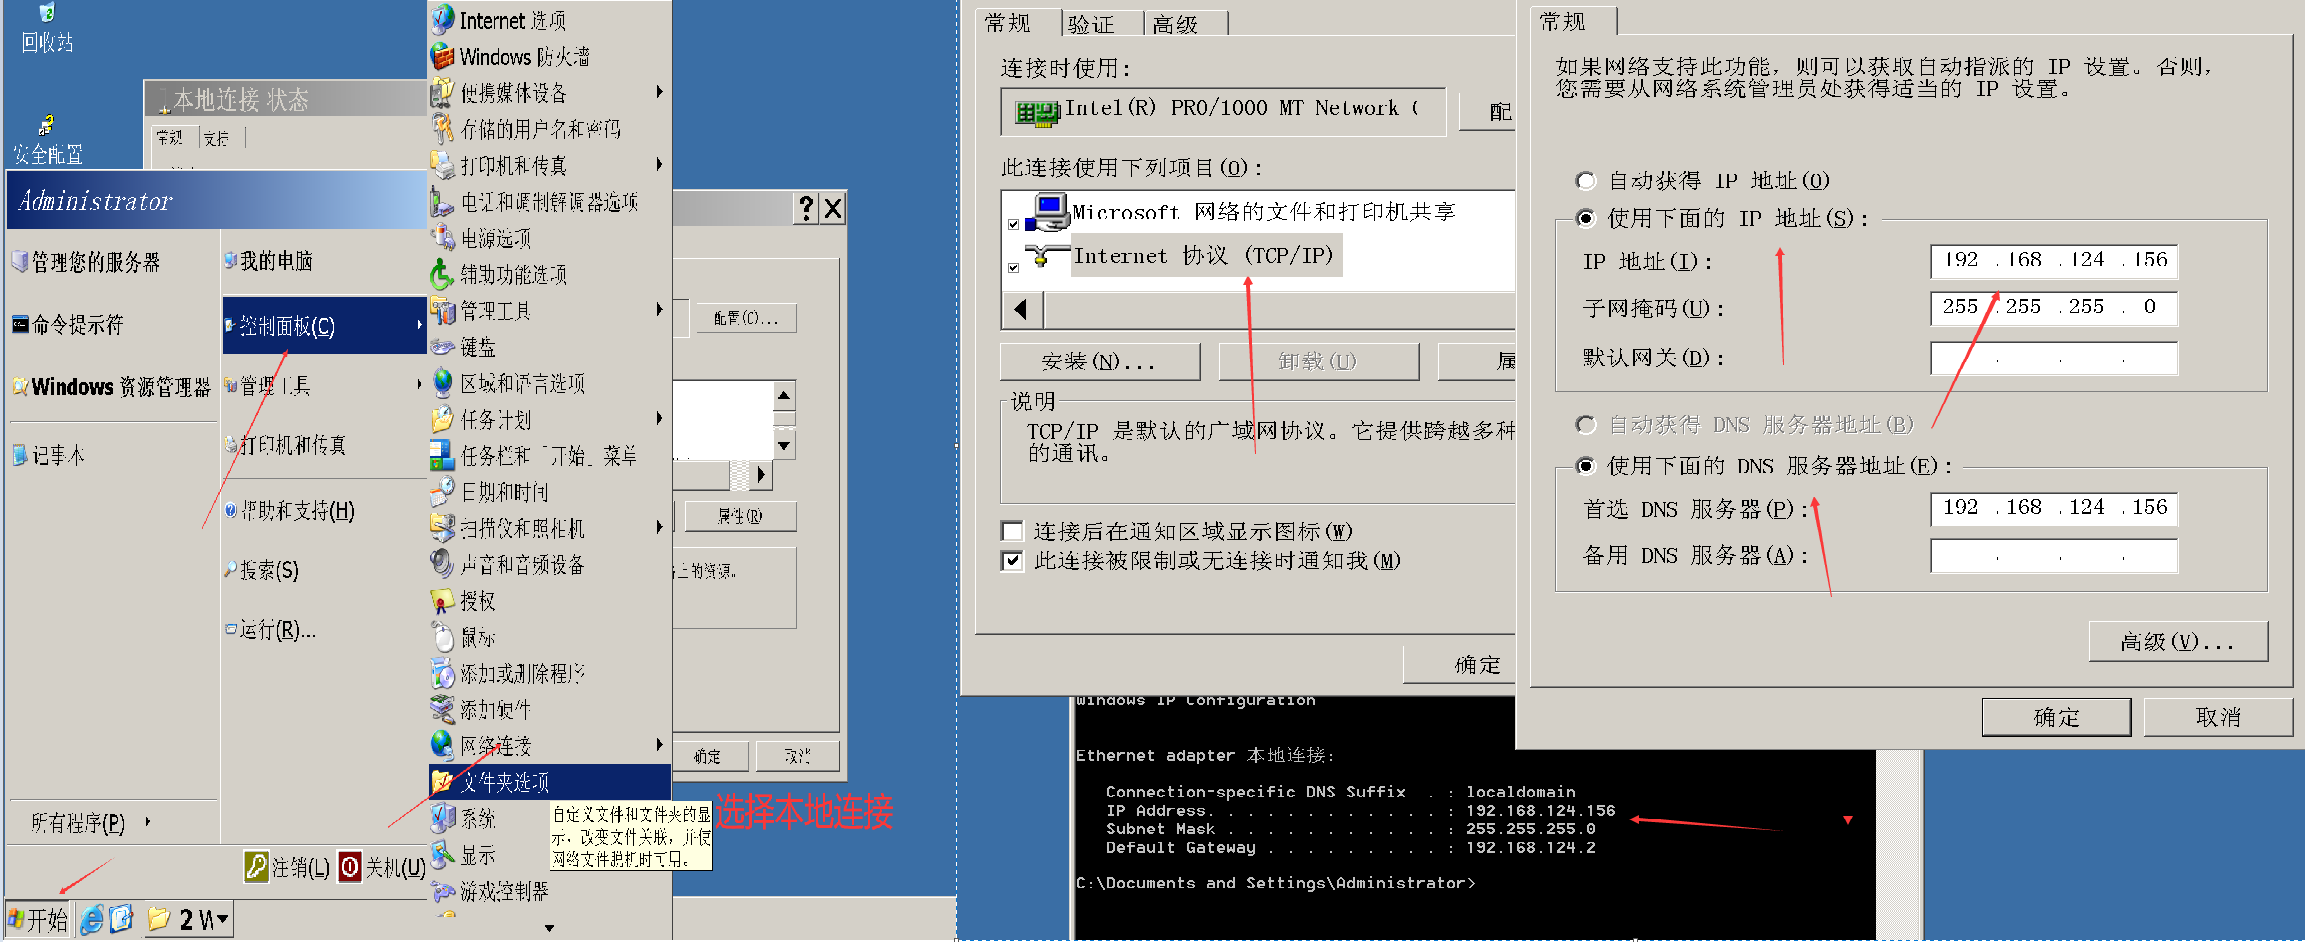 回收站
安全配置
本地连接 状态
常规
支持
Administrator
管理您的服务器
命令提示符
Windows 资源管理器
记事本
所有程序(P)
我的电脑
控制面板(C)
管理工具
打印机和传真
帮助和支持(H)
搜索(S)
运行(R)...
注销(L)
关机(U)
开始
2 W
Internet 选项
Windows 防火墙
便携媒体设备
存储的用户名和密码
打印机和传真
电话和调制解调器选项
电源选项
辅助功能选项
管理工具
键盘
区域和语言选项
任务计划
任务栏和「开始」菜单
日期和时间
扫描仪和照相机
声音和音频设备
授权
鼠标
添加或删除程序
添加硬件
网络连接
文件夹选项
系统
显示
游戏控制器
自定义文件和文件夹的显
示，改变文件关联，并使
网络文件脱机时可用。
配置(C)...
属性(R)
上的资源。
确定
取消
选择本地连接
常规
验证
高级
连接时使用:
Intel(R) PRO/1000 MT Network (
配
此连接使用下列项目(O):
Microsoft 网络的文件和打印机共享
Internet 协议 (TCP/IP)
安装(N)...
卸载(U)
属
说明
TCP/IP 是默认的广域网协议。它提供跨越多种
的通讯。
连接后在通知区域显示图标(W)
此连接被限制或无连接时通知我(M)
确定
常规
如果网络支持此功能，则可以获取自动指派的 IP 设置。否则，
您需要从网络系统管理员处获得适当的 IP 设置。
自动获得 IP 地址(O)
使用下面的 IP 地址(S):
IP 地址(I):
192 .168 .124 .156
子网掩码(U):
255 .255 .255 . 0
默认网关(D):
. . .
自动获得 DNS 服务器地址(B)
使用下面的 DNS 服务器地址(E):
首选 DNS 服务器(P):
192 .168 .124 .156
备用 DNS 服务器(A):
. . .
高级(V)...
确定
取消
Windows IP Configuration
Ethernet adapter 本地连接:
Connection-specific DNS Suffix . : localdomain
IP Address. . . . . . . . . . . . : 192.168.124.156
Subnet Mask . . . . . . . . . . . : 255.255.255.0
Default Gateway . . . . . . . . . : 192.168.124.2
C:\Documents and Settings\Administrator>